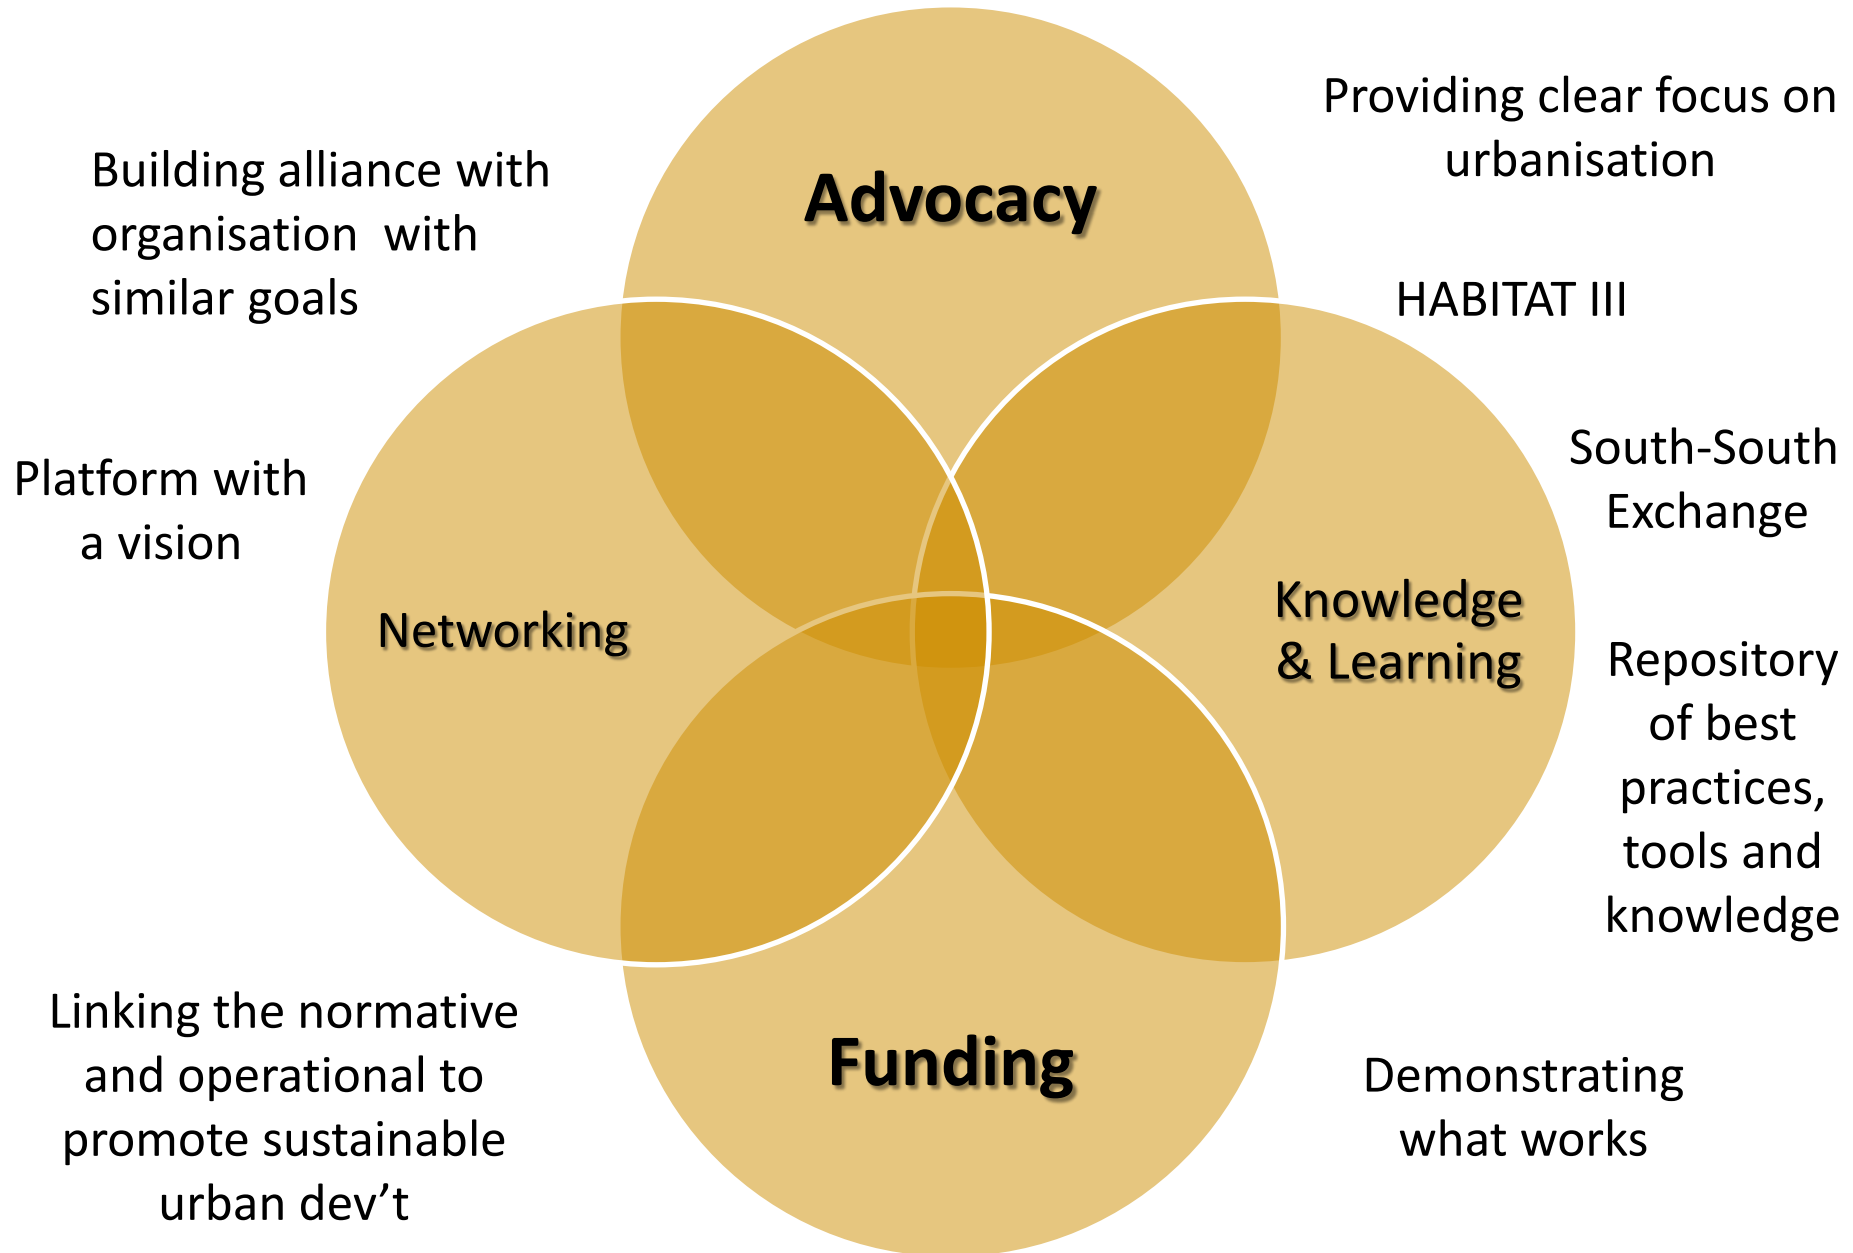 Advocacy
Providing clear focus on
urbanisation
HABITAT III
Building alliance with
organisation  with
similar goals
Platform with
a vision
Networking
Knowledge
& Learning
South-South
Exchange
Repository
of best
practices,
tools and
knowledge
Linking the normative
and operational to
promote sustainable
urban dev’t
Funding
Demonstrating
what works